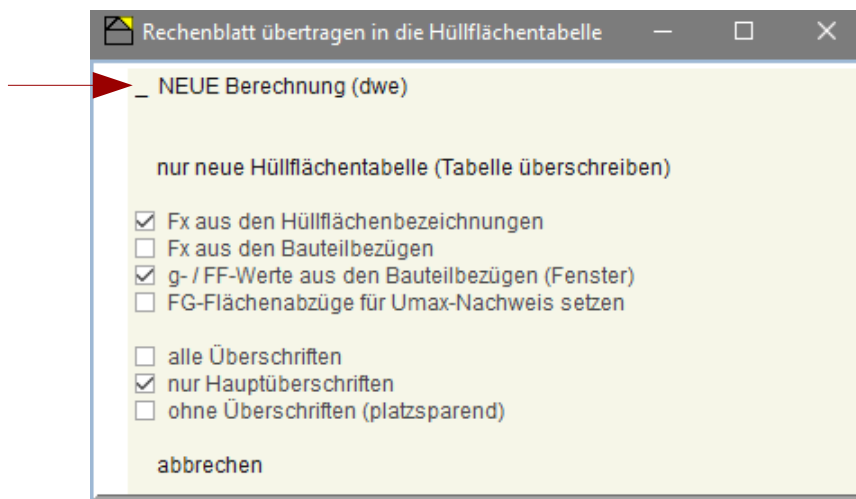 Rechenblatt übertragen in die Hüllflächentabelle
_ NEUE Berechnung (dwe)
nur neue Hüllflächentabelle (Tabelle überschreiben)
Fx aus den Hüllflächenbezeichnungen
Fx aus den Bauteilbezügen
g- / FF-Werte aus den Bauteilbezügen (Fenster)
FG-Flächenabzüge für Umax-Nachweis setzen
alle Überschriften
nur Hauptüberschriften
ohne Überschriften (platzsparend)
abbrechen